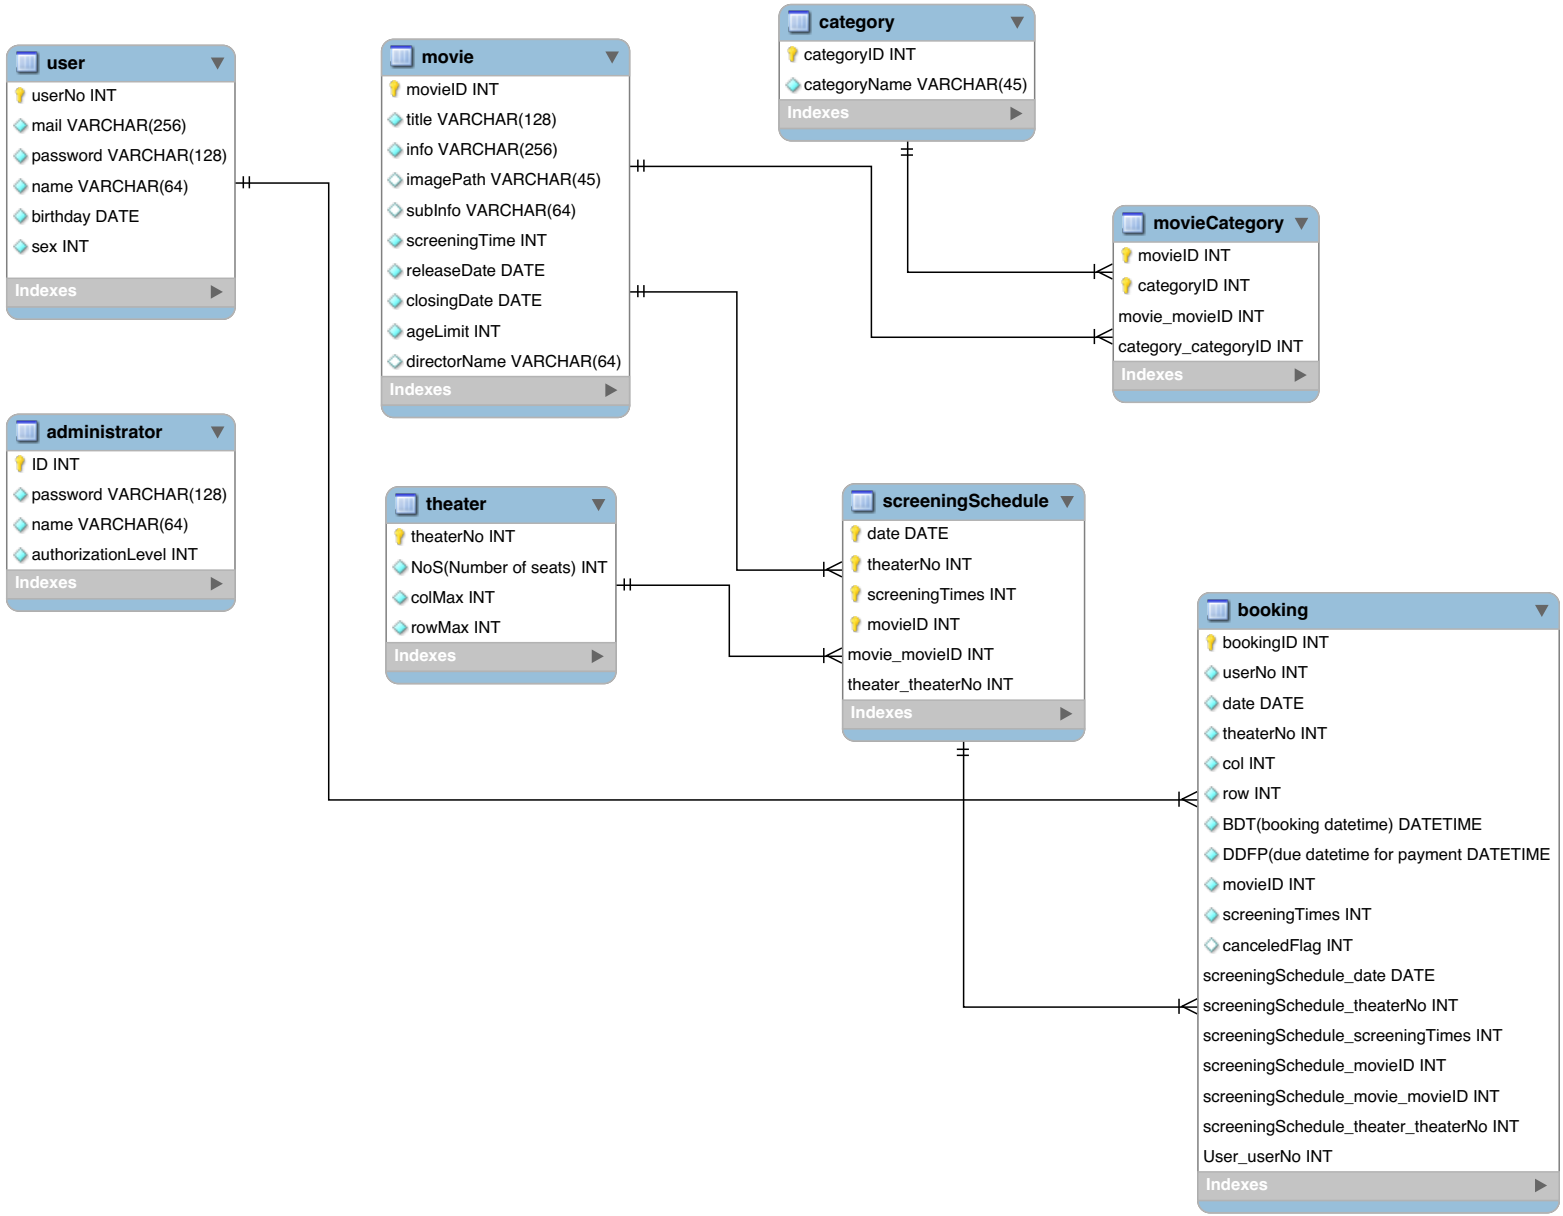 user
userNo INT
mail VARCHAR(256)
password VARCHAR(128)
name VARCHAR(64)
birthday DATE
sex INT
Indexes
administrator
ID INT
password VARCHAR(128)
name VARCHAR(64)
authorizationLevel INT
Indexes
movie
movieID INT
title VARCHAR(128)
info VARCHAR(256)
imagePath VARCHAR(45)
subInfo VARCHAR(64)
screeningTime INT
releaseDate DATE
closingDate DATE
ageLimit INT
directorName VARCHAR(64)
Indexes
theater
theaterNo INT
NoS(Number of seats) INT
colMax INT
rowMax INT
Indexes
category
categoryID INT
categoryName VARCHAR(45)
Indexes
movieCategory
movieID INT
categoryID INT
movie_movieID INT
category_categoryID INT
Indexes
screeningSchedule
date DATE
theaterNo INT
screeningTimes INT
movieID INT
movie_movieID INT
theater_theaterNo INT
Indexes
booking
bookingID INT
userNo INT
date DATE
theaterNo INT
col INT
row INT
BDT(booking datetime) DATETIME
DDFP(due datetime for payment DATETIME
movieID INT
screeningTimes INT
canceledFlag INT
screeningSchedule_date DATE
screeningSchedule_theaterNo INT
screeningSchedule_screeningTimes INT
screeningSchedule_movieID INT
screeningSchedule_movie_movieID INT
screeningSchedule_theater_theaterNo INT
User_userNo INT
Indexes